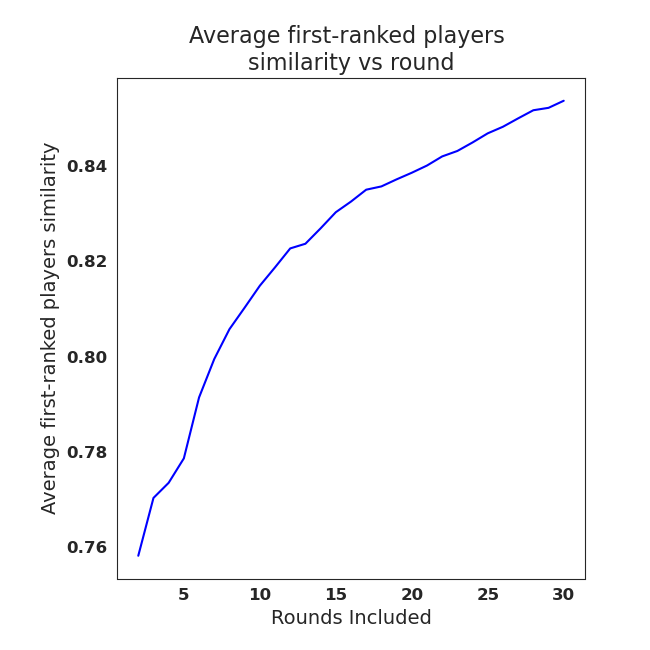 Average first-ranked players
similarity vs round
Average first-ranked players similarity
0.84
0.82
0.80
0.78
0.76
5 10 15 20 25 30
Rounds Included